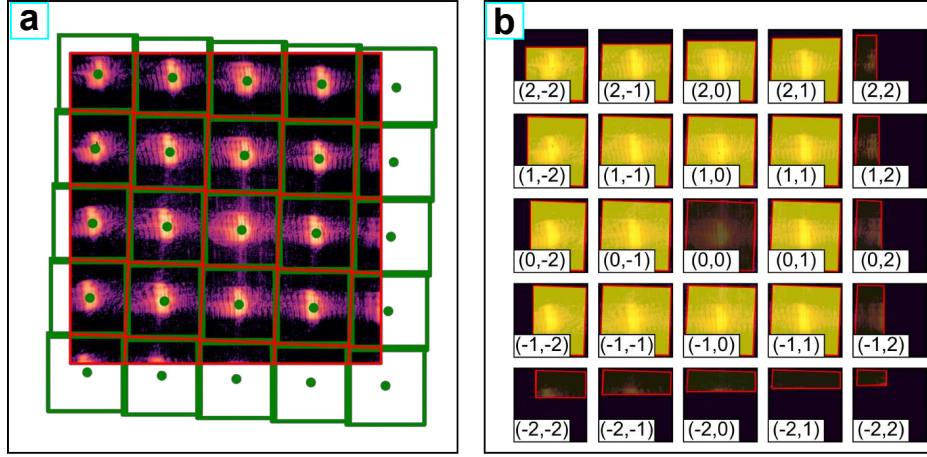 a
b
(2,-2) (2,-1) (2,0) (2,1) (2,2)
(1,-2) (1,-1) (1,0) (1,1) (1,2)
(0,-2) (0,-1) (0,0) (0,1) (0,2)
(-1,-2) (-1,-1) (-1,0) (-1,1) (-1,2)
(-2,-2) (-2,-1) (-2,0) (-2,1) (-2,2)